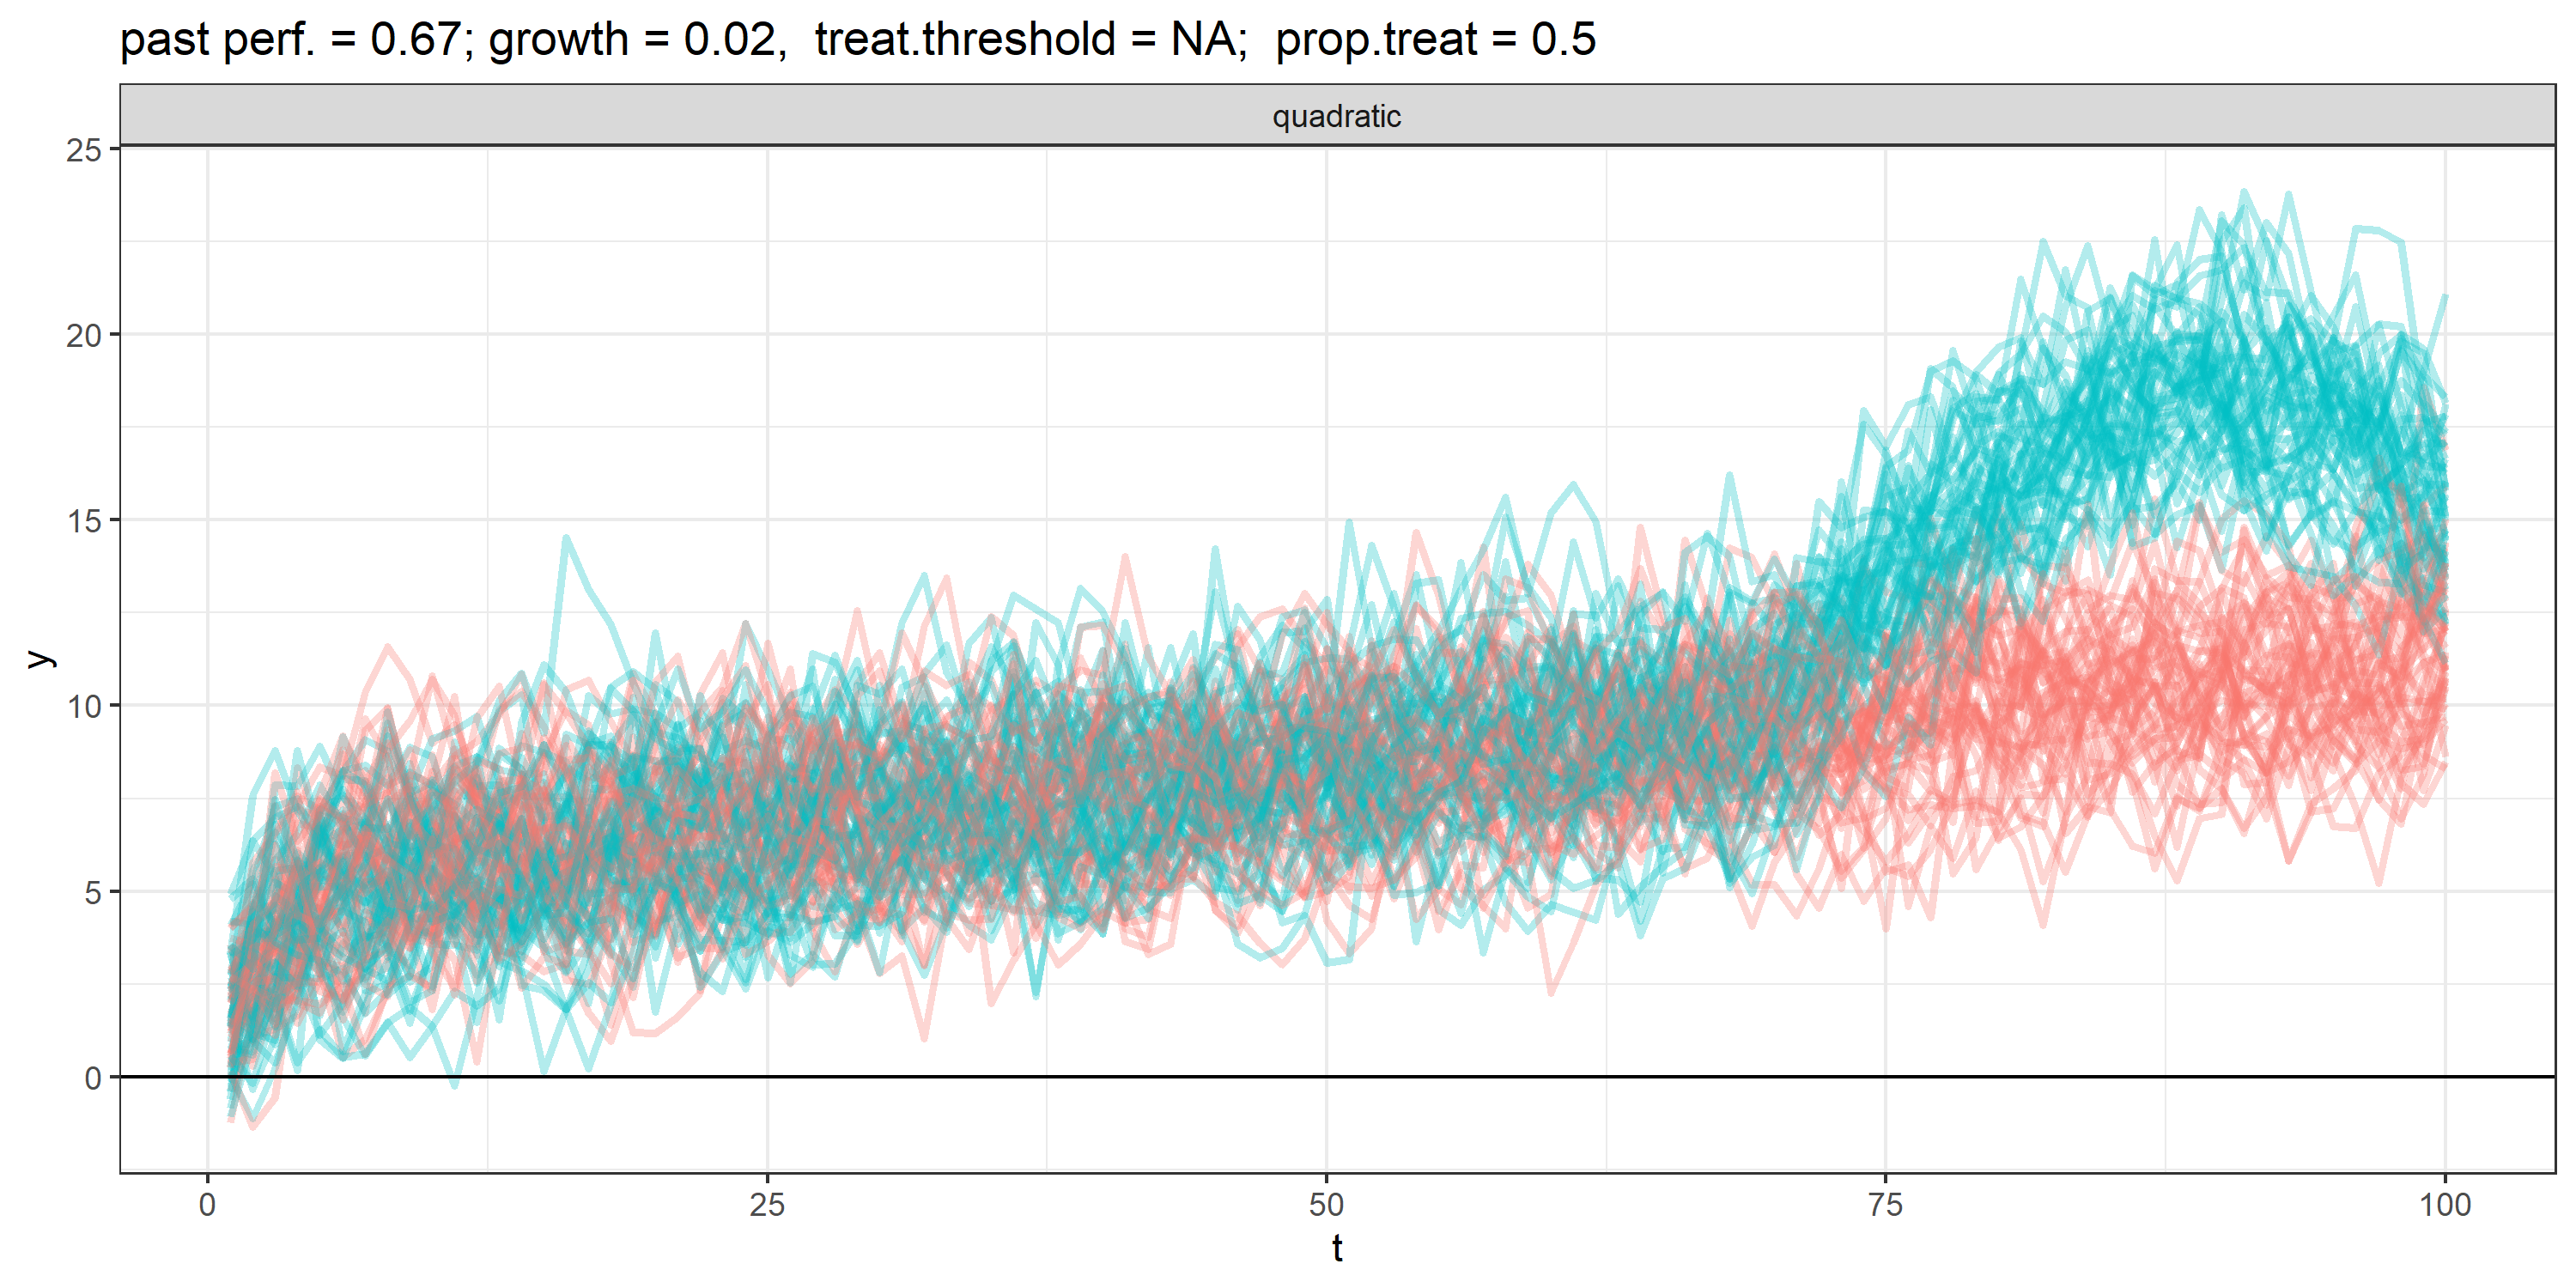 past perf. = 0.67; growth = 0.02,  treat.threshold = NA;  prop.treat = 0.5
quadratic
25
20
15
10
5
0
y
0 25 50 75 100
t